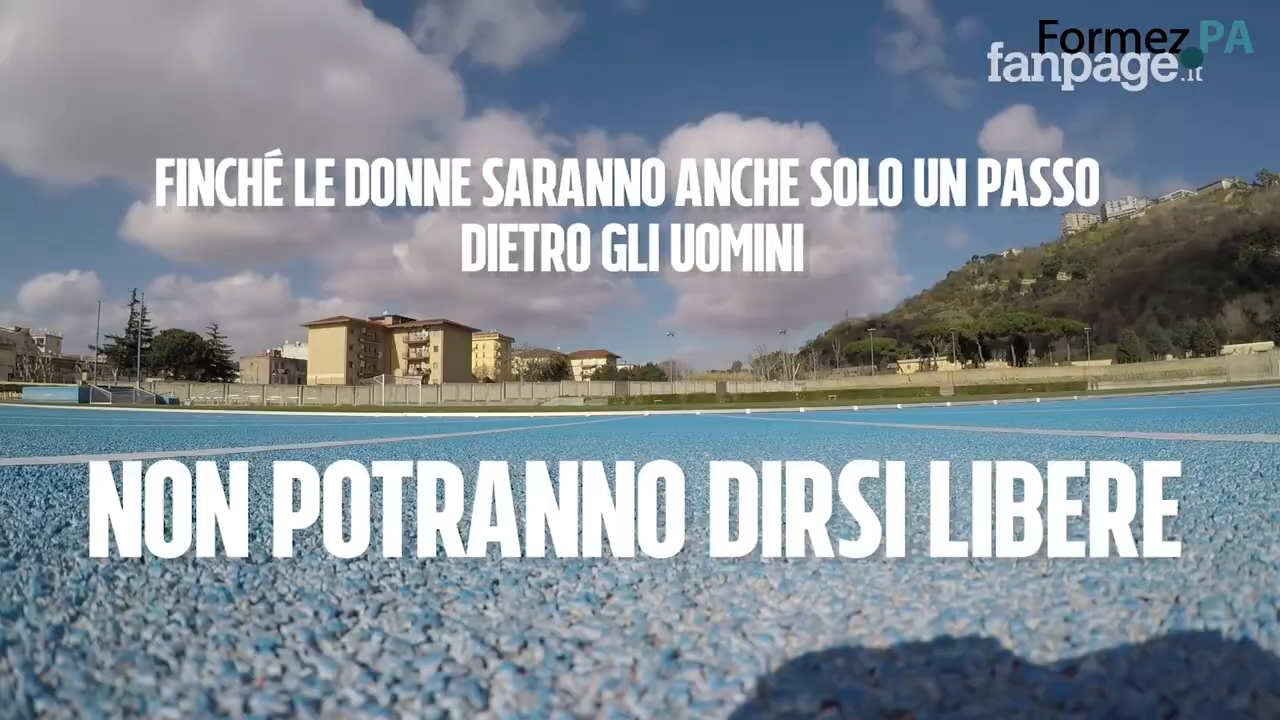 Formez PA
fanpage.it
FINCHÉ LE DONNE SARANNO ANCHE SOLO UN PASSO
DIETRO GLI UOMINI
NON POTRANNO DIRSI LIBERE